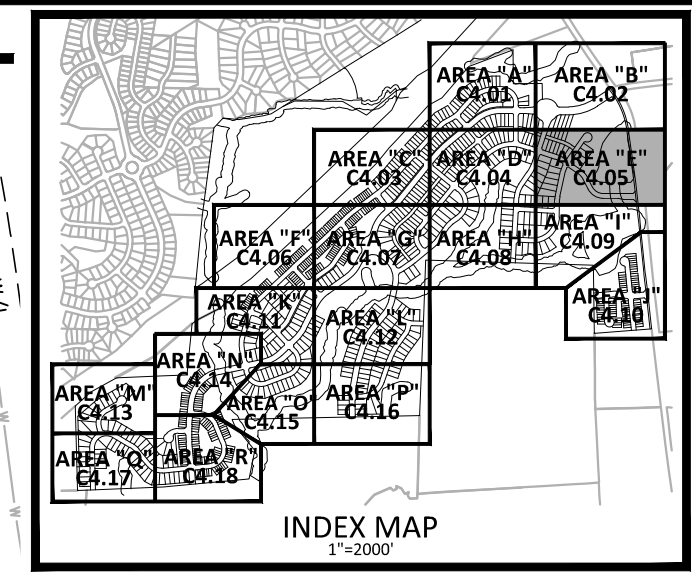 AREA "A"
C4.01
AREA "B"
C4.02
AREA "C"
C4.03
AREA "D"
C4.04
AREA "E"
C4.05
AREA "F"
C4.06
AREA "G"
C4.07
AREA "H"
C4.08
AREA "I"
C4.09
AREA "J"
C4.10
AREA "K"
C4.11
AREA "L"
C4.12
AREA "M"
C4.13
AREA "N"
C4.14
AREA "O"
C4.15
AREA "P"
C4.16
AREA "Q"
C4.17
AREA "R"
C4.18
INDEX MAP
1"=2000'
W
W